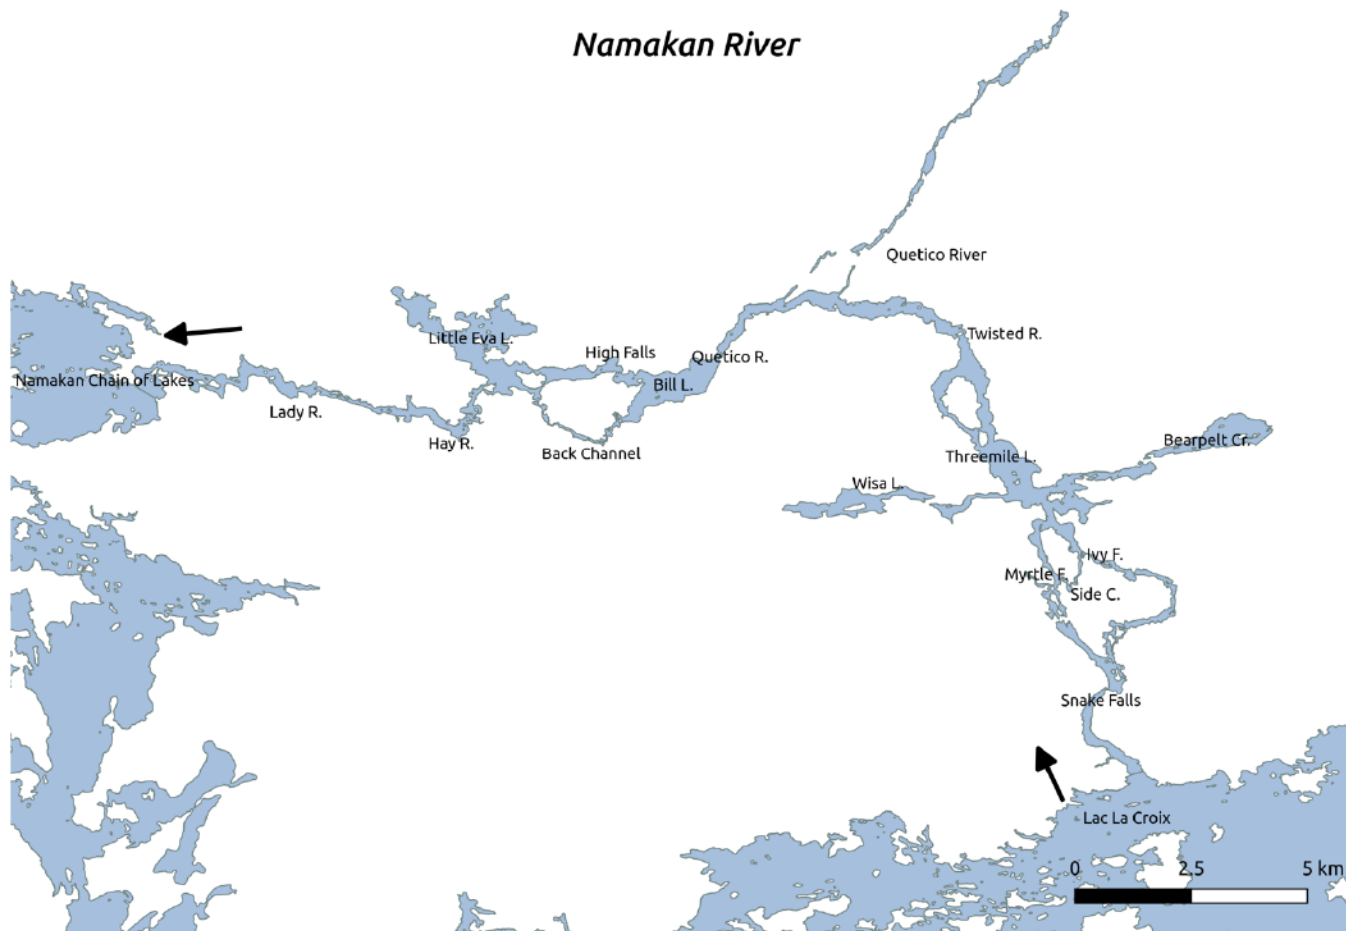 Namakan River
Quetico River
Twisted R.
Little Eva L.
High Falls
Quetico R.
Namakan Chain of Lakes
Bill L.
Lady R.
Hay R.
Back Channel
Bearpelt Cr.
Threemile L.
Wisa L.
Ivy F.
Myrtle F.
Side C.
Snake Falls
Lac La Croix
0 2.5 5 km